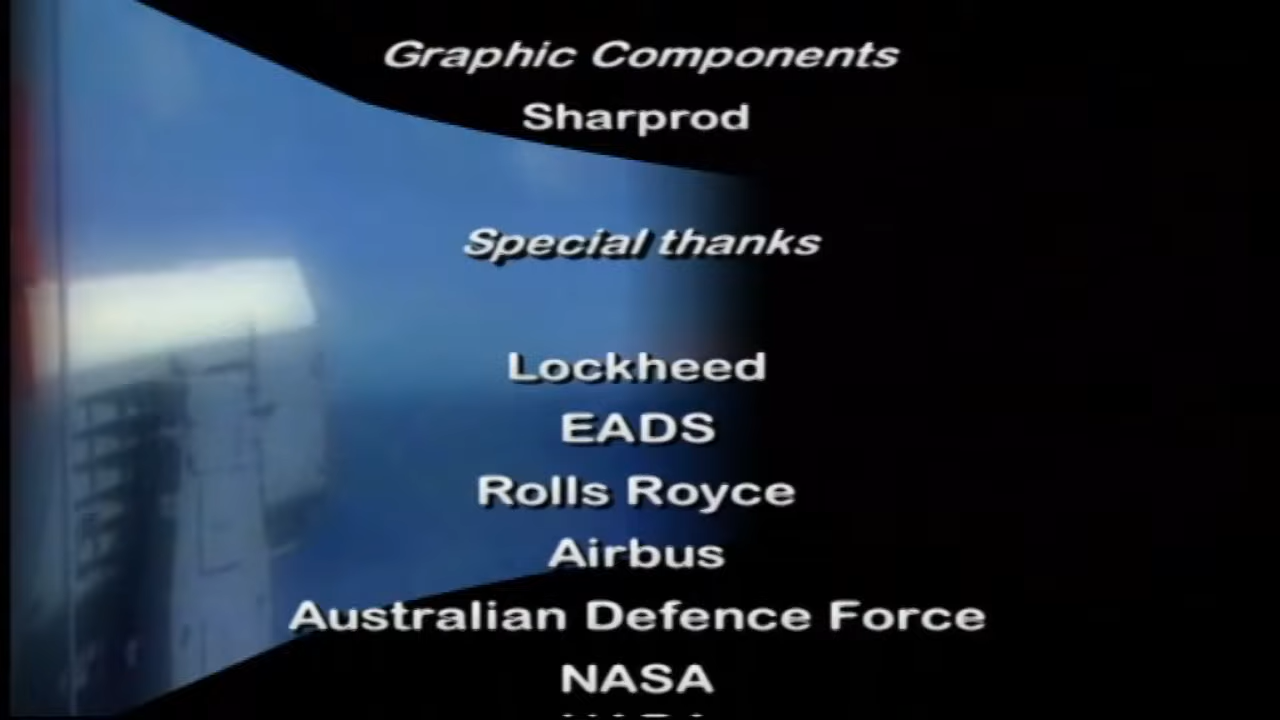 Graphic Components
Sharprod
Special thanks
Lockheed
EADS
Rolls Royce
Airbus
Australian Defence Force
NASA